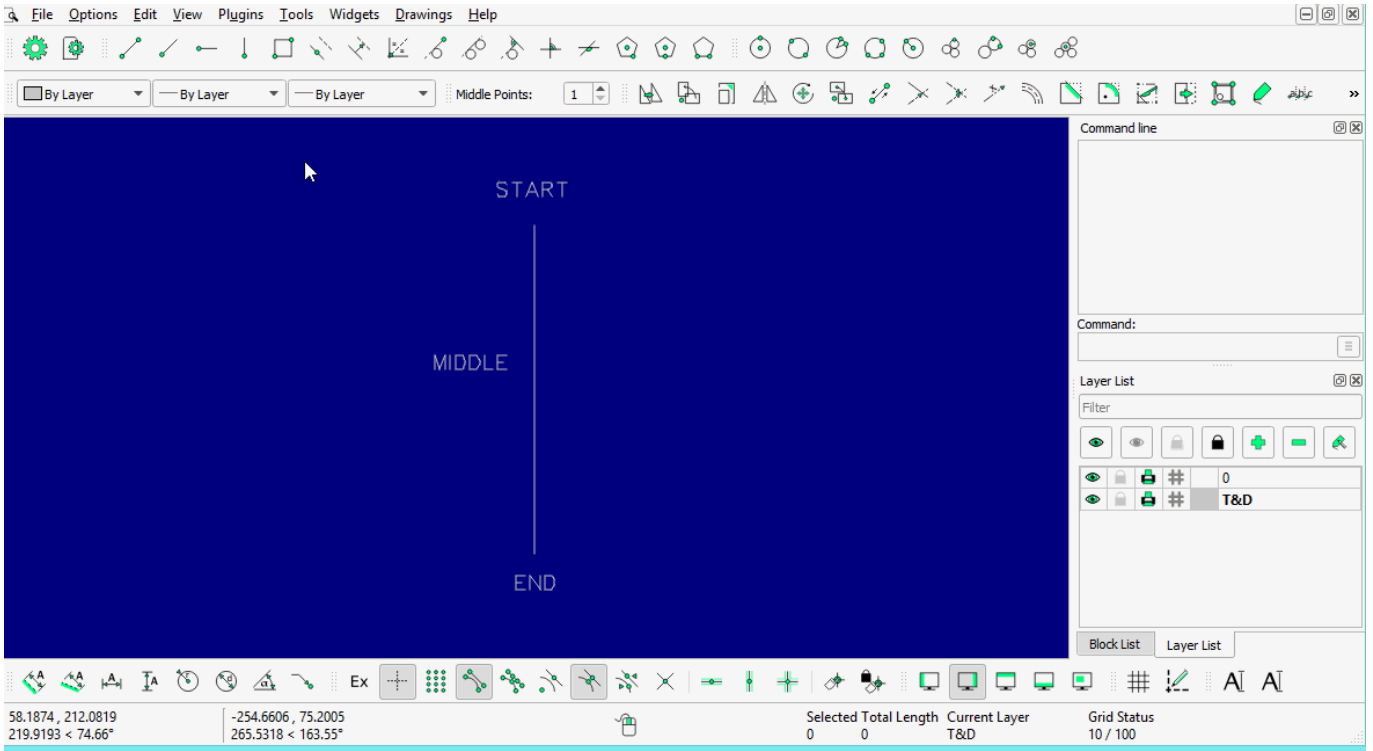 File Options Edit View Plugins Tools Widgets Drawings Help
By Layer By Layer By Layer Middle Points: 1 »
Command line
START
MIDDLE
END
Command:
Layer List
Filter
0
T&D
Block List Layer List
Ex
58.1874 , 212.0819 -254.6606 , 75.2005 Selected Total Length Current Layer Grid Status
219.9193 < 74.66° 265.5318 < 163.55° 0 0 T&D 10 / 100